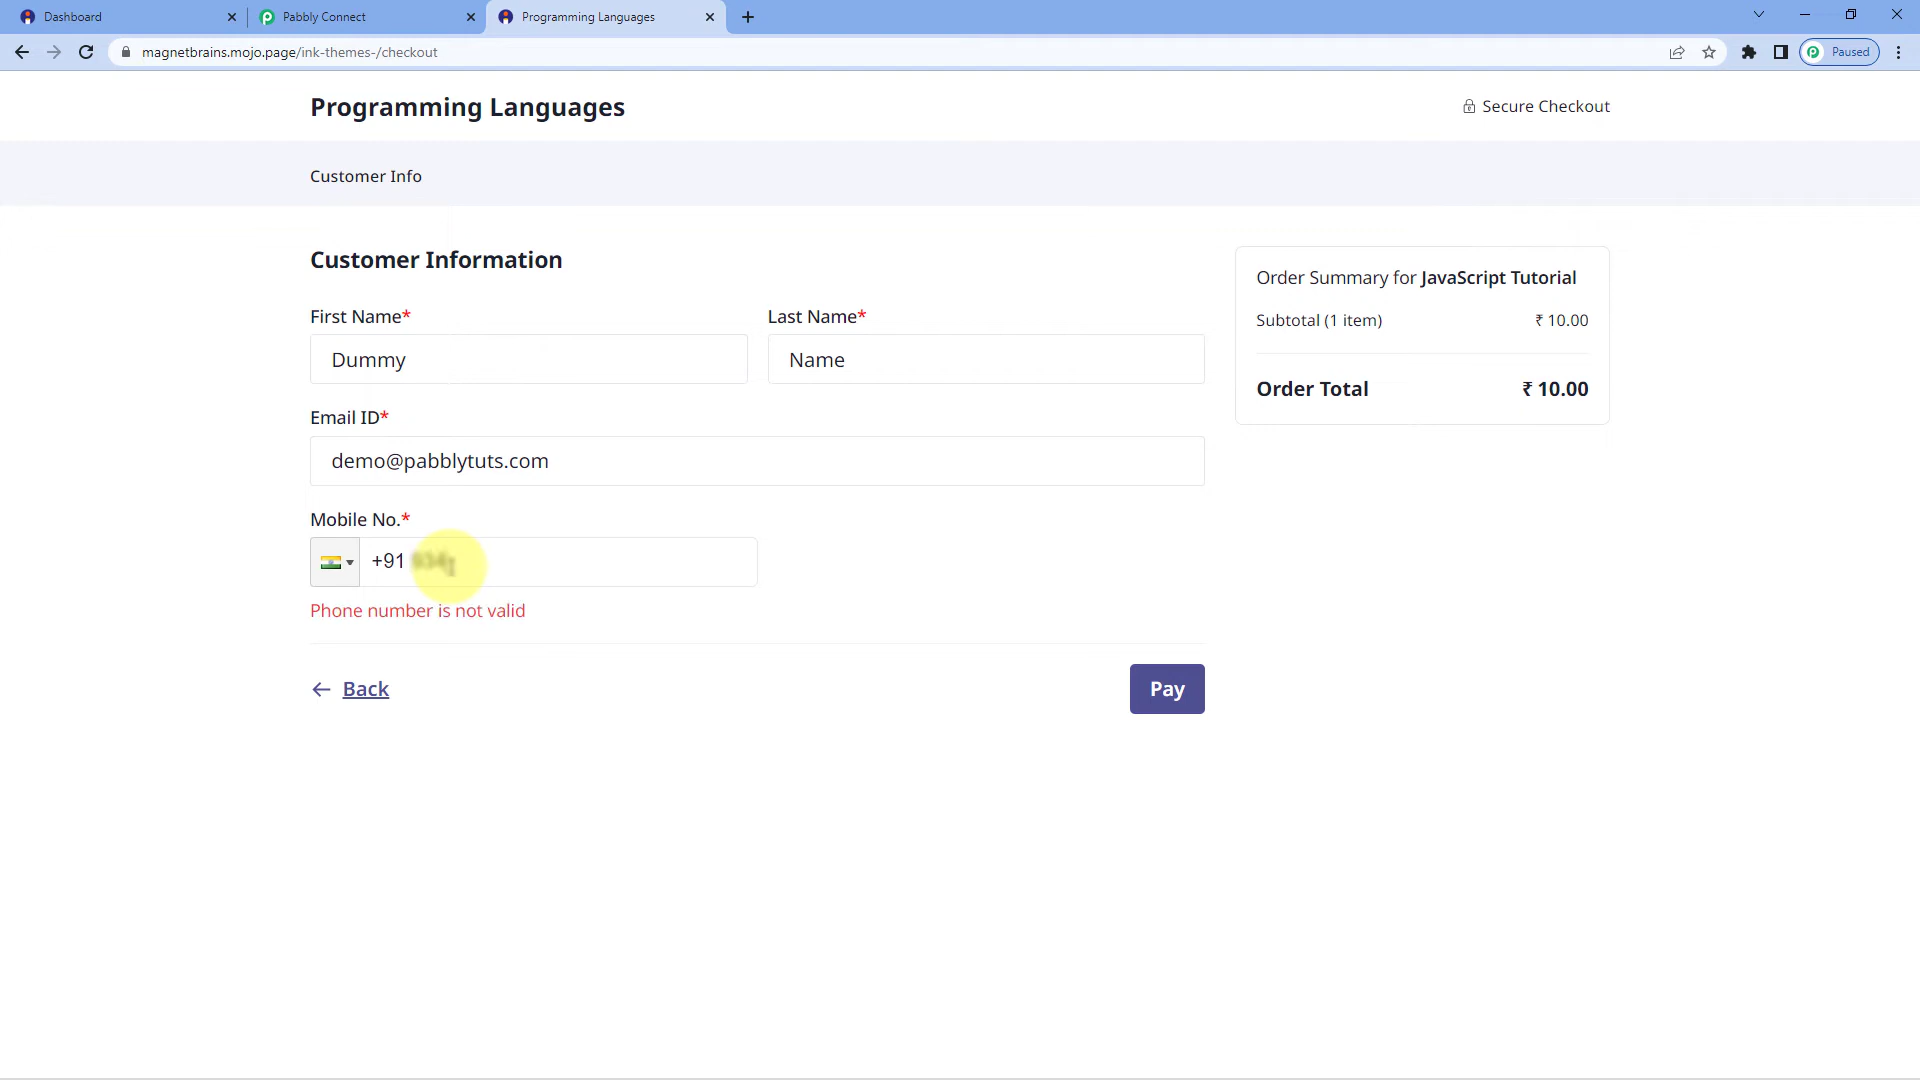 Dashboard
Pabbly Connect
Programming Languages
magnetbrains.mojo.page/ink-themes-/checkout
Paused
Programming Languages
Secure Checkout
Customer Info
Customer Information
First Name*
Last Name*
Dummy
Name
Email ID*
demo@pabblytuts.com
Mobile No.*
+91
Phone number is not valid
Back
Pay
Order Summary for JavaScript Tutorial
Subtotal (1 item) ₹ 10.00
Order Total ₹ 10.00